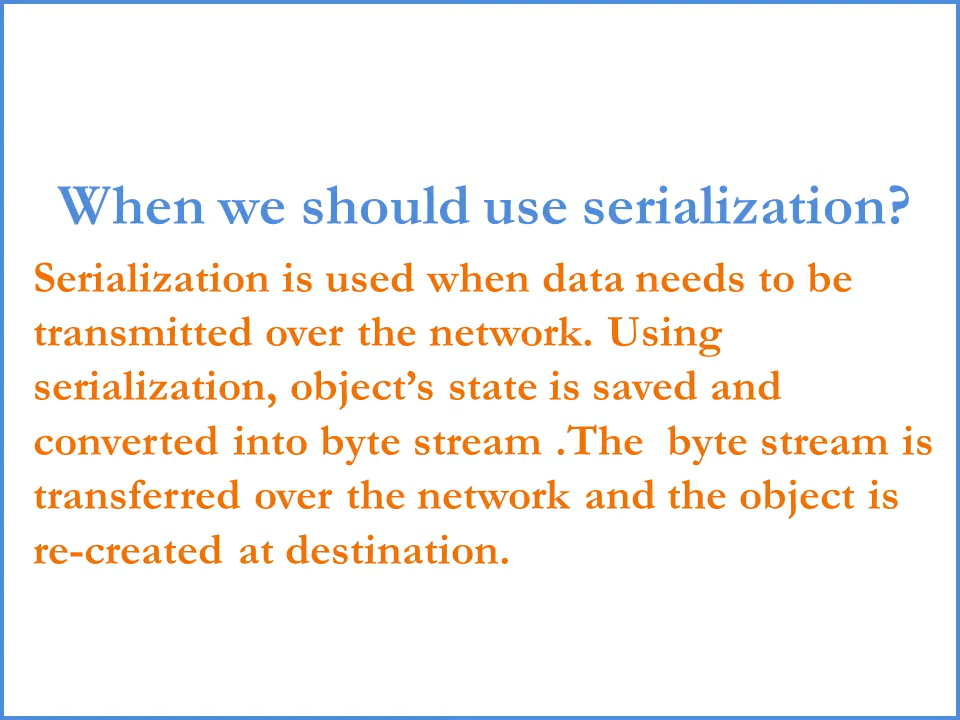 When we should use serialization?
Serialization is used when data needs to be
transmitted over the network. Using
serialization, object’s state is saved and
converted into byte stream .The  byte stream is
transferred over the network and the object is
re-created at destination.